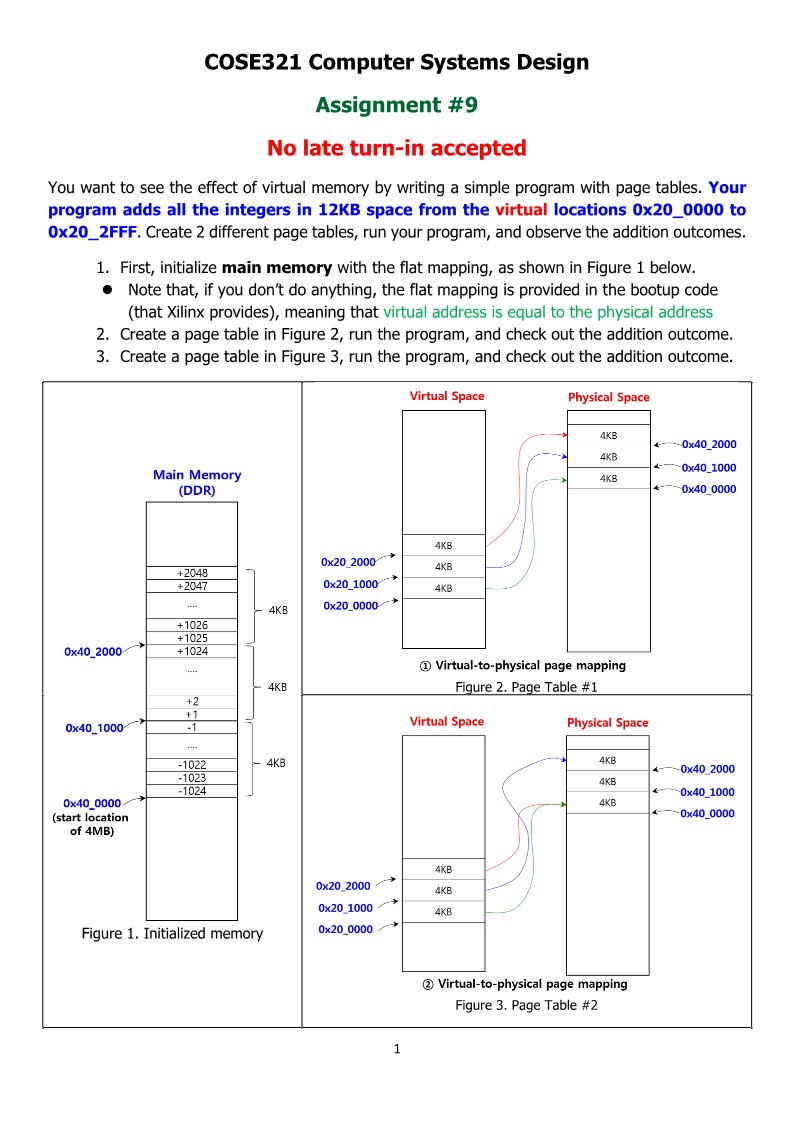 COSE321 Computer Systems Design
Assignment #9
No late turn-in accepted
You want to see the effect of virtual memory by writing a simple program with page tables. Your
program adds all the integers in 12KB space from the virtual locations 0x20_0000 to
0x20_2FFF. Create 2 different page tables, run your program, and observe the addition outcomes.
1. First, initialize main memory with the flat mapping, as shown in Figure 1 below.
● Note that, if you don't do anything, the flat mapping is provided in the bootup code
(that Xilinx provides), meaning that virtual address is equal to the physical address
2. Create a page table in Figure 2, run the program, and check out the addition outcome.
3. Create a page table in Figure 3, run the program, and check out the addition outcome.
Main Memory
(DDR)
+2048
+2047
....
+1026
+1025
+1024
....
+2
+1
-1
....
-1022
-1023
-1024
4KB
4KB
4KB
0x40_2000
0x40_1000
0x40_0000
(start location
of 4MB)
Figure 1. Initialized memory
Virtual Space
Physical Space
4KB
4KB
4KB
0x40_2000
0x40_1000
0x40_0000
4KB
4KB
4KB
0x20_2000
0x20_1000
0x20_0000
① Virtual-to-physical page mapping
Figure 2. Page Table #1
Virtual Space
Physical Space
4KB
4KB
4KB
0x40_2000
0x40_1000
0x40_0000
4KB
4KB
4KB
0x20_2000
0x20_1000
0x20_0000
② Virtual-to-physical page mapping
Figure 3. Page Table #2
1